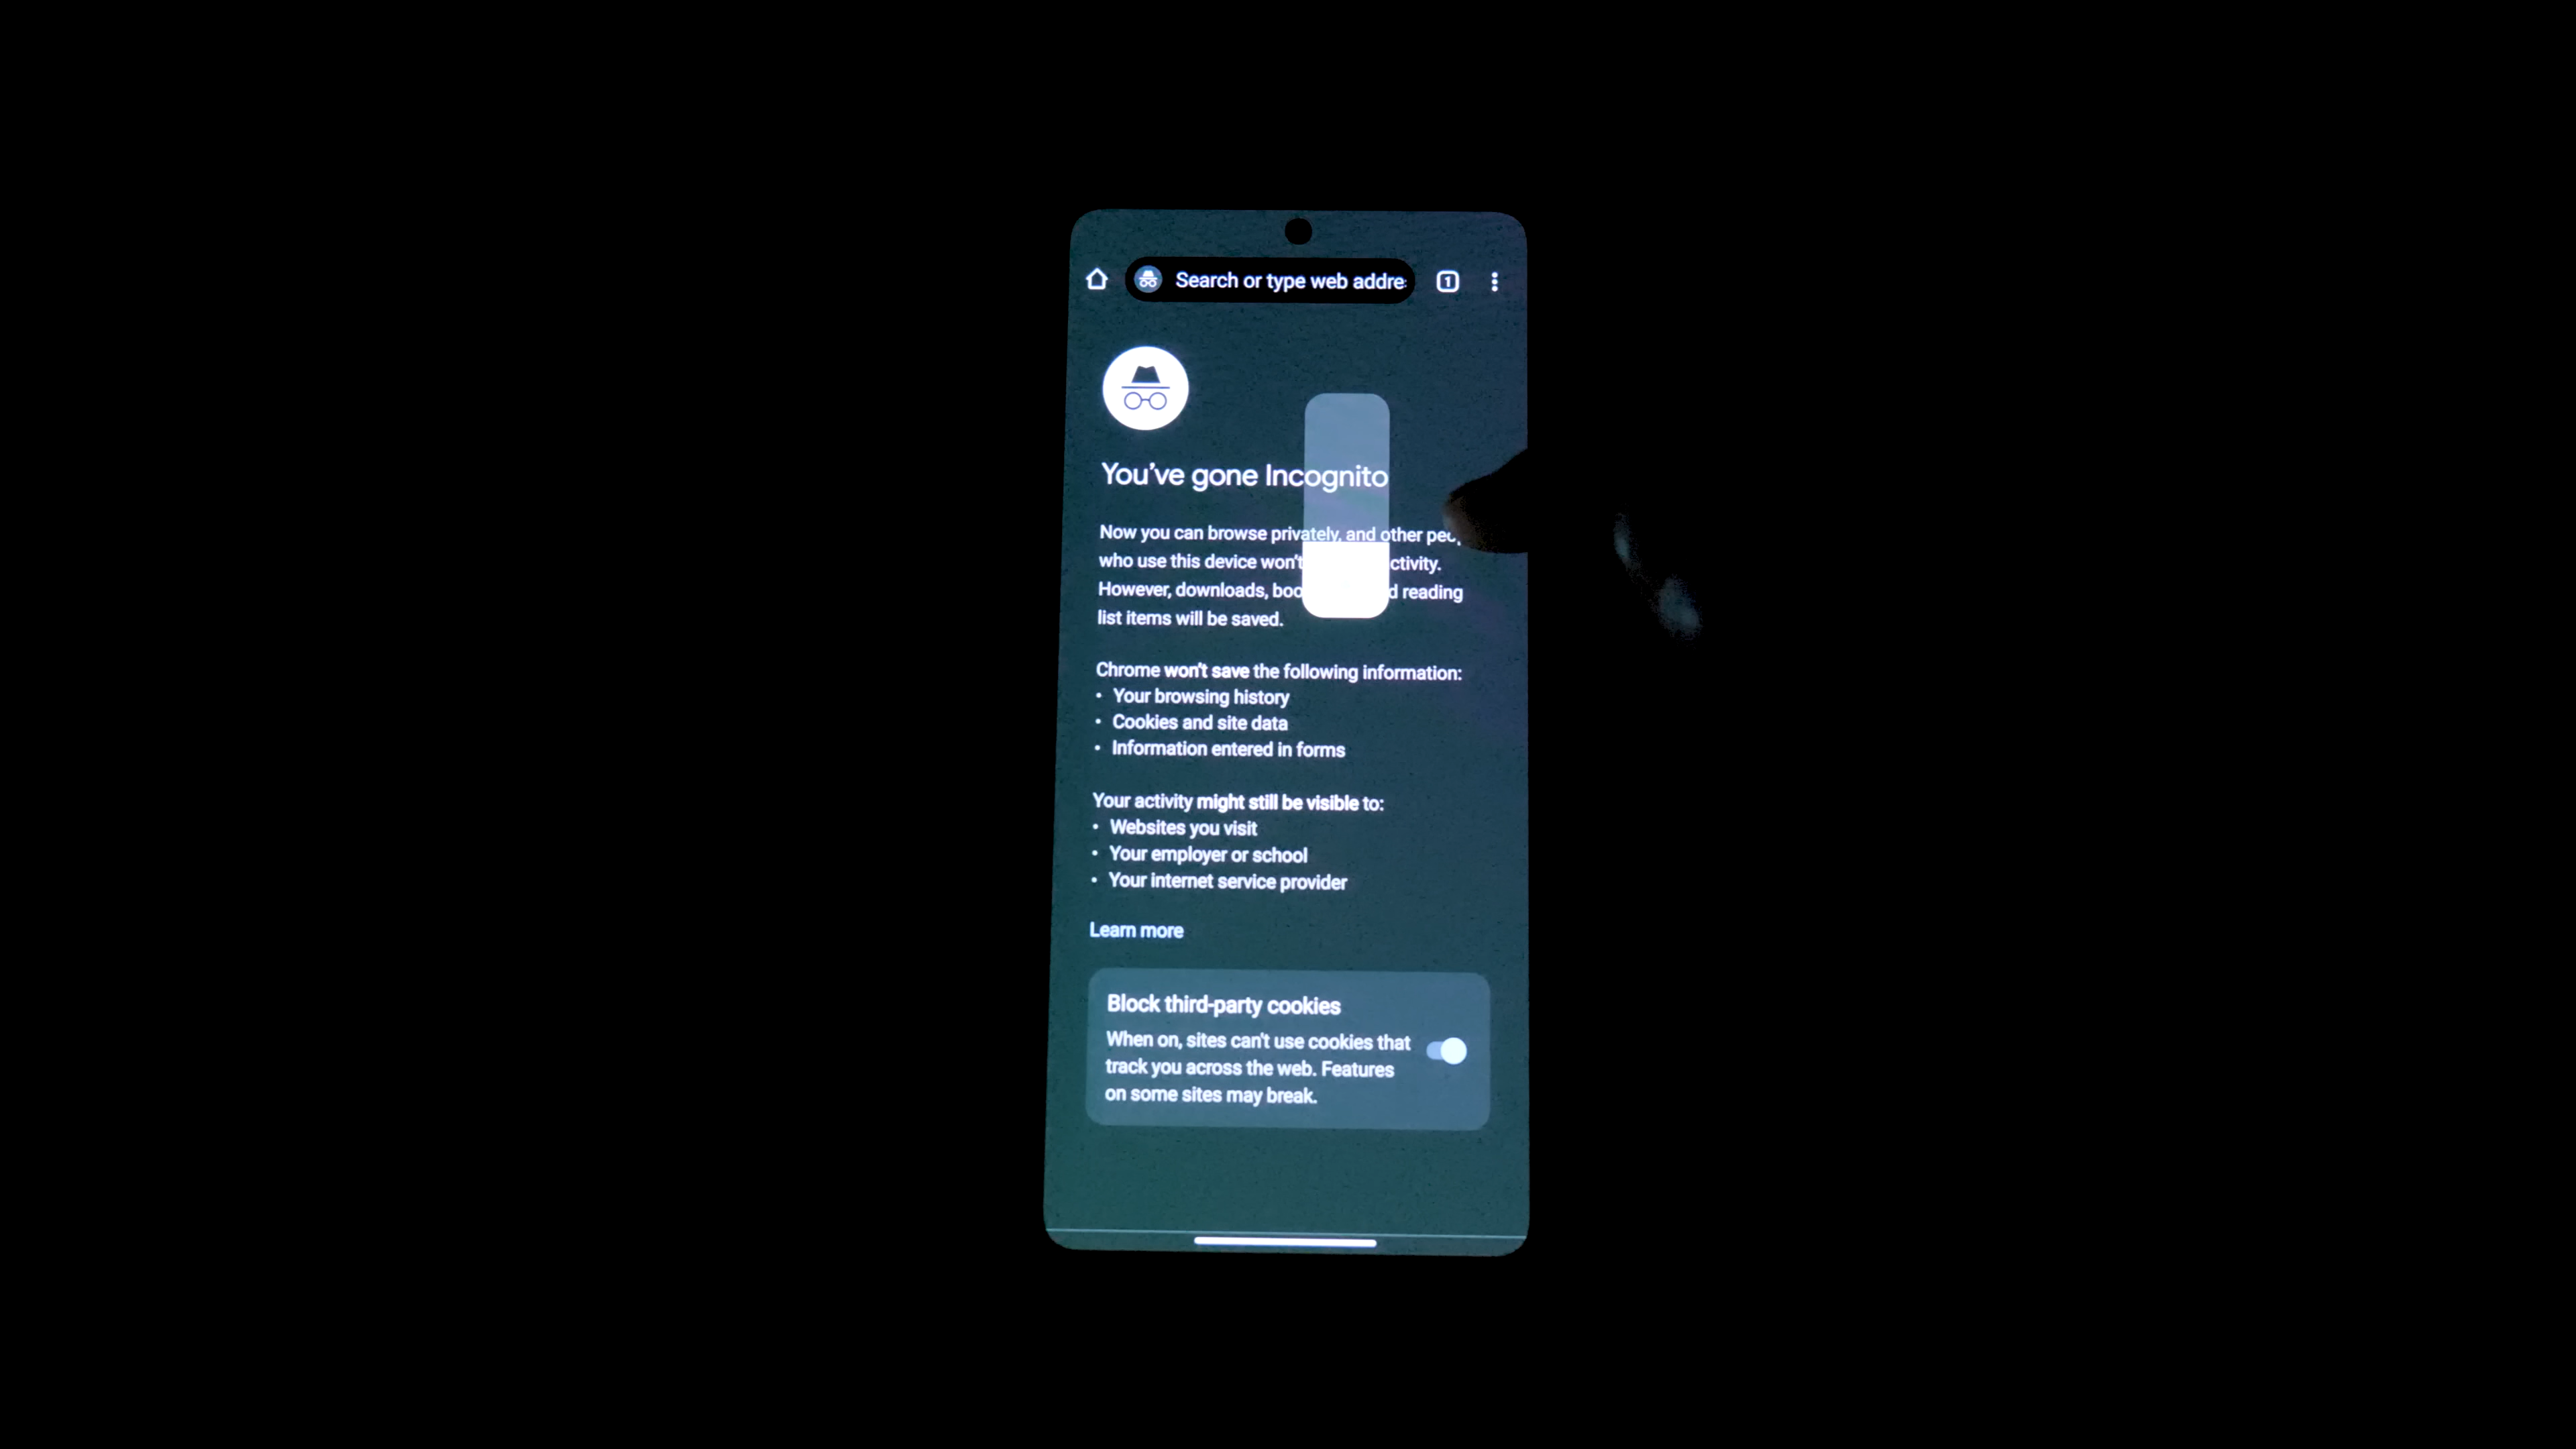 Search or type web addre
1
You've gone Incognito
Now you can browse privately, and other
who use this device won't
However, downloads, reading
list items will be saved.
Chrome won't save the following information:
• Your browsing history
• Cookies and site data
• Information entered in forms
Your activity might still be visible to:
• Websites you visit
• Your employer or school
• Your internet service provider
Learn more
Block third-party cookies
When on, sites can't use cookies that
track you across the web. Features
on some sites may break.